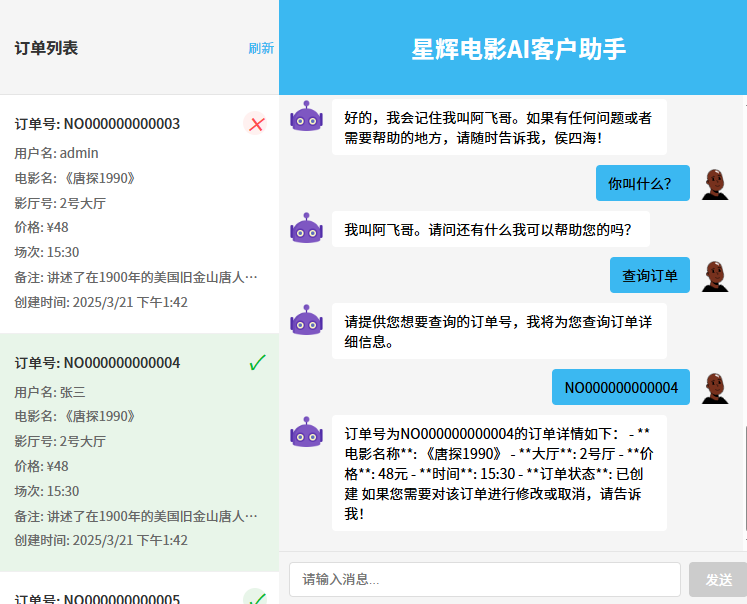 订单列表
刷新
订单号: NO000000000003
用户名: admin
电影名: 《唐探1990》
影厅号: 2号大厅
价格: ¥48
场次: 15:30
备注: 讲述了在1900年的美国旧金山唐人…
创建时间: 2025/3/21 下午1:42
订单号: NO000000000004
用户名: 张三
电影名: 《唐探1990》
影厅号: 2号大厅
价格: ¥48
场次: 15:30
备注: 讲述了在1900年的美国旧金山唐人…
创建时间: 2025/3/21 下午1:42
订单号: NO000000000005
星辉电影AI客户助手
好的，我会记住我叫阿飞哥。如果有任何问题或者
需要帮助的地方，请随时告诉我，侯四海！
你叫什么？
我叫阿飞哥。请问还有什么我可以帮助您的吗？
查询订单
请提供您想要查询的订单号，我将为您查询订单详
细信息。
NO000000000004
订单号为NO000000000004的订单详情如下： - **
电影名称**: 《唐探1990》 - **大厅**: 2号厅 - **价
格**: 48元 - **时间**: 15:30 - **订单状态**: 已创
建 如果您需要对该订单进行修改或取消，请告诉
我！
请输入消息...
发送